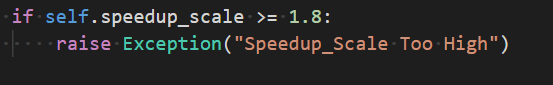 if self.speedup_scale >= 1.8:
    raise Exception("Speedup_Scale Too High")